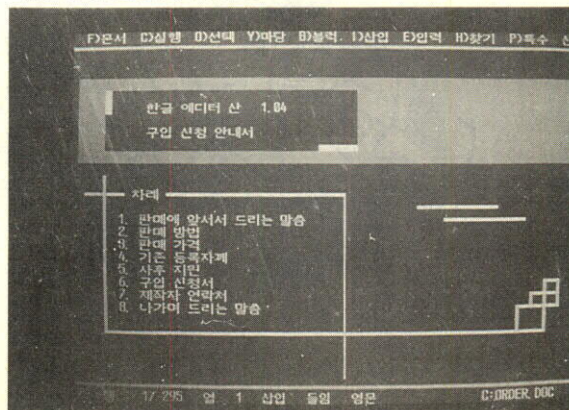 F)문서 C)실행 O)선택 Y)마당 B)블럭. I)삽입 E)입력 H)찾기 P)특수
한글 에디터 산 1.04
구입 신청 안내서
차례
1. 판매에 앞서서 드리는 말씀
2. 판매 방법
3. 판매 가격
4. 기존 등록자께
5. 사후 지원
6. 구입 신청서
7. 제작자 연락처
8. 나가며 드리는 말씀
1/ 295 업 1 삽입 들임 영문 C:ORDER.DOC